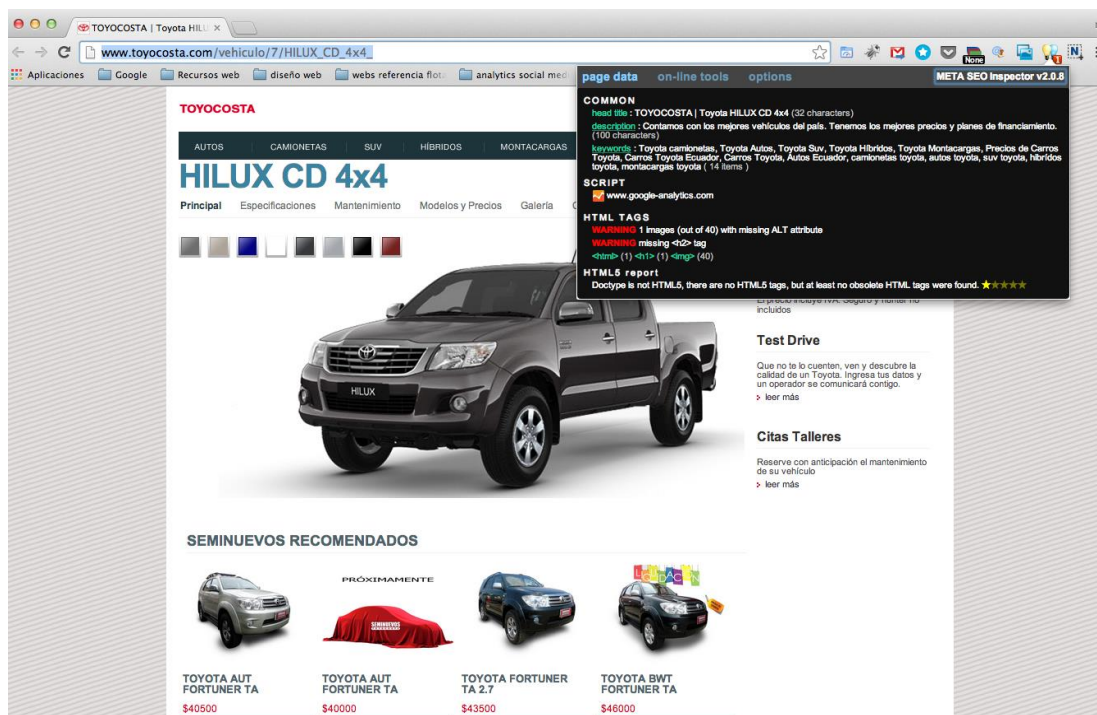 TOYOCOSTA | Toyota HILU
www.toyocosta.com/vehiculo/7/HILUX_CD_4x4_
None
1
N
Aplicaciones Google Recursos web diseño web webs referencia flot analytics social med
page data on-line tools options META SEO Inspector v2.0.8
COMMON
head title : TOYOCOSTA | Toyota HILUX CD 4x4 (32 characters)
description : Contamos con los mejores vehículos del país. Tenemos los mejores precios y planes de financiamiento.
(100 characters)
keywords : Toyota camionetas, Toyota Autos, Toyota Suv, Toyota Híbridos, Toyota Montacargas, Precios de Carros
Toyota, Carros Toyota Ecuador, Carros Toyota, Autos Ecuador, camionetas toyota, autos toyota, suv toyota, hibrídos
toyota, montacargas toyota ( 14 items )
SCRIPT
www.google-analytics.com
HTML TAGS
WARNING 1 images (out of 40) with missing ALT attribute
WARNING missing <h2> tag
<html> (1) <h1> (1) <img> (40)
HTML5 report
Doctype is not HTML5, there are no HTML5 tags, but at least no obsolete HTML tags were found.
TOYOCOSTA
AUTOS CAMIONETAS SUV HÍBRIDOS MONTACARGAS
HILUX CD 4x4
Principal Especificaciones Mantenimiento Modelos y Precios Galería
El precio incluye IVA. Seguro y
incluidos
Test Drive
Que no te lo cuenten, ven y descubre la
calidad de un Toyota. Ingresa tus datos y
un operador se comunicará contigo.
leer más
HILUX
Citas Talleres
Reserve con anticipación el mantenimiento
de su vehículo
leer más
SEMINUEVOS RECOMENDADOS
PRÓXIMAMENTE
LIQUIDACIÓN
SEMINUEVOS
TOYOTA AUT
FORTUNER TA
$40500
TOYOTA AUT
FORTUNER TA
$40000
TOYOTA FORTUNER
TA 2.7
$43500
TOYOTA BWT
FORTUNER TA
$46000